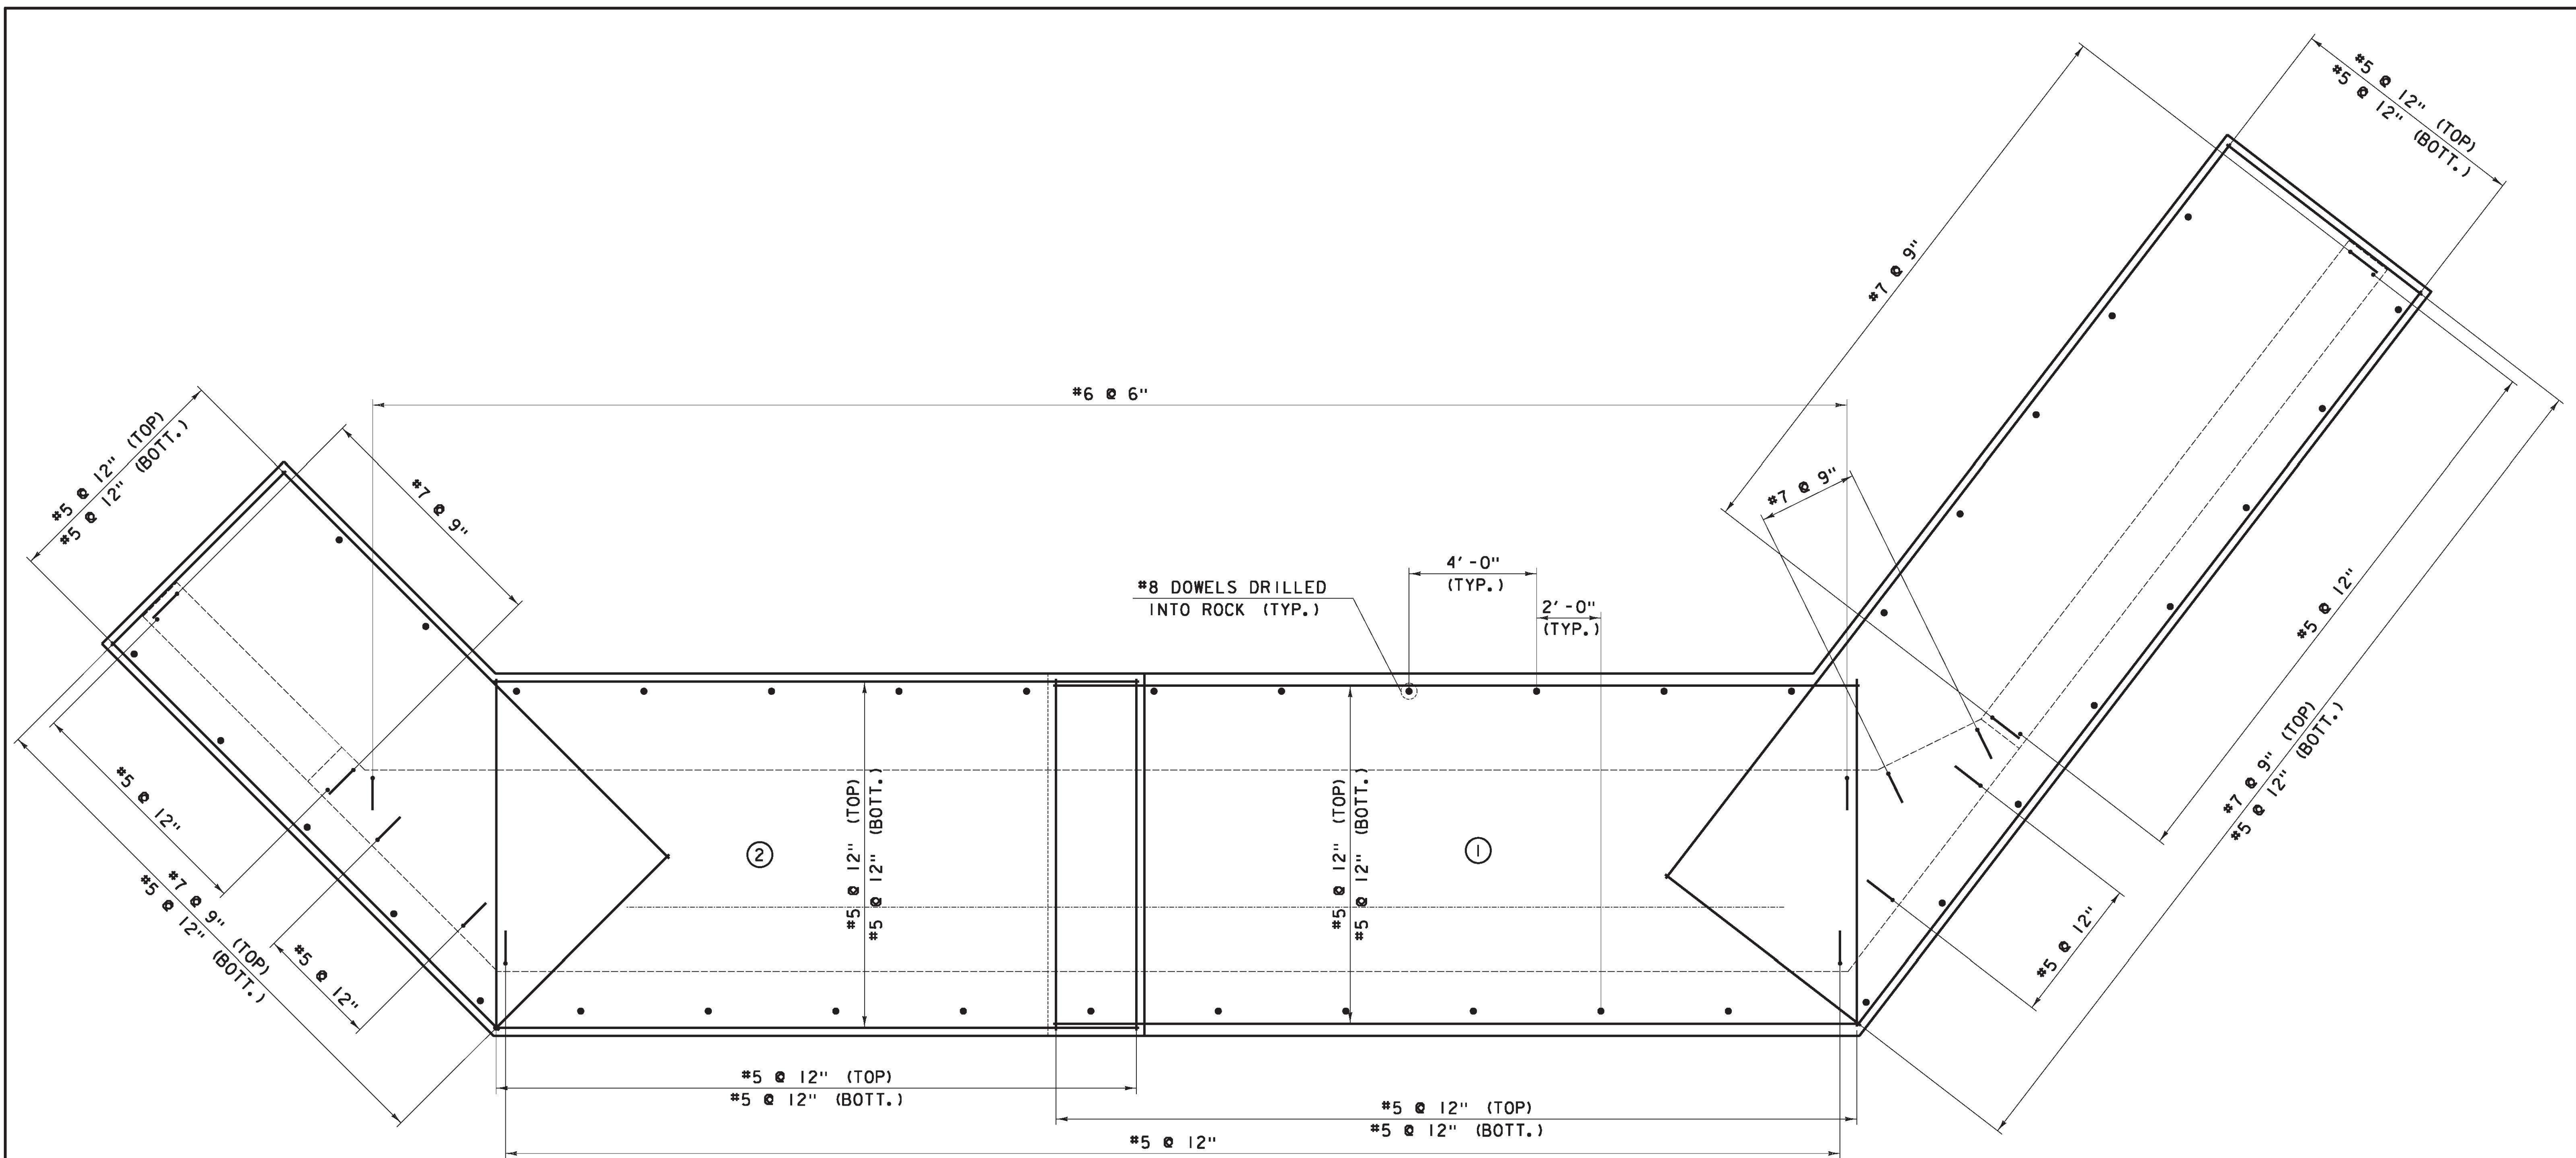 #5 @ 12" (TOP)
#5 @ 12" (BOTT.)
#7 @ 9"
#6 @ 6"
#5 @ 12" (TOP)
#5 @ 12" (BOTT.)
#7 @ 9"
#7 @ 9"
4'-0"
(TYP.)
2'-0"
(TYP.)
#8 DOWELS DRILLED
INTO ROCK (TYP.)
#5 @ 12"
#5 @ 12"
#7 @ 9" (TOP)
#5 @ 12" (BOTT.)
#5 @ 12"
2
#5 @ 12" (TOP)
#5 @ 12" (BOTT.)
#5 @ 12" (TOP)
#5 @ 12" (BOTT.)
1
#7 @ 9" (TOP)
#5 @ 12" (BOTT.)
#5 @ 12"
#5 @ 12" (TOP)
#5 @ 12" (BOTT.)
#5 @ 12" (TOP)
#5 @ 12" (BOTT.)
#5 @ 12"